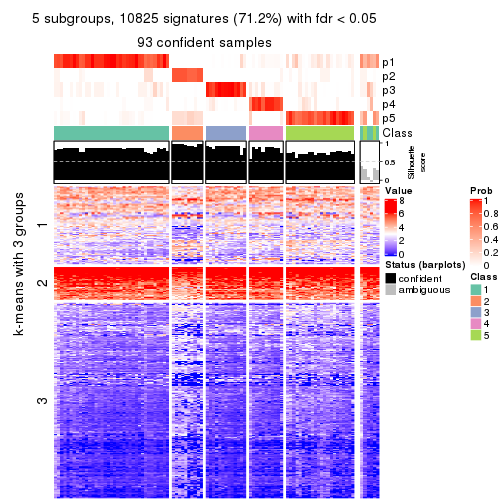 5 subgroups, 10825 signatures (71.2%) with fdr < 0.05
93 confident samples
p1
p2
p3
p4
p5
Class
1
0.5
0
Silhouette
score
k-means with 3 groups
1
2
3
Value
8
6
4
2
0
Status (barplots)
confident
ambiguous
Prob
1
0.8
0.6
0.4
0.2
0
Class
1
2
3
4
5